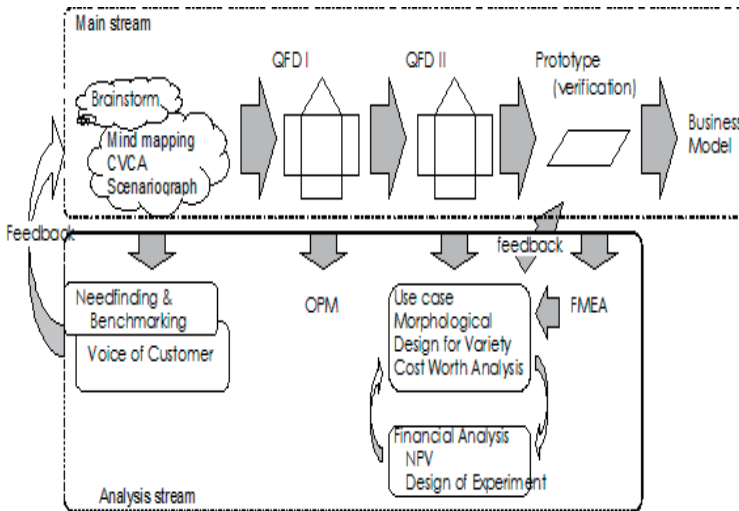 Main stream
QFD I
QFD II
Prototype
(verification)
Brainstorm.
Mind mapping
CVCA
Scenariograph
Business
Model
Feedback
feedback
Needfinding &
Benchmarking
Voice of Customer
OPM
Use case
Morphological
Design for Variety
Cost Worth Analysis
FMEA
Financial Analysis
NPV
Design of Experiment
Analysis stream